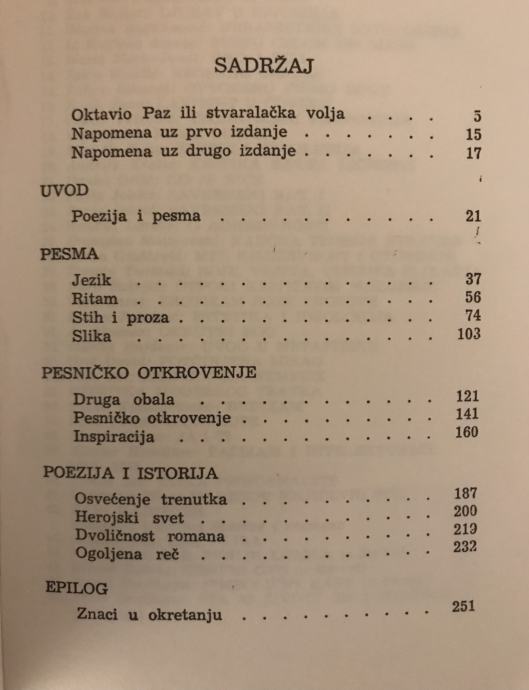 SADRŽAJ
Oktavio Paz ili stvaralačka volja . . . . 5
Napomena uz prvo izdanje . . . . . . 15
Napomena uz drugo izdanje . . . . . . 17
UVOD
Poezija i pesma . . . . . . . . . . 21
PESMA
Jezik . . . . . . . . . . . . . 37
Ritam . . . . . . . . . . . . . 56
Stih i proza . . . . . . . . . . . . 74
Slika . . . . . . . . . . . . . 103
PESNIČKO OTKROVENJE
Druga obala . . . . . . . . . . . 121
Pesničko otkrovenje . . . . . . . . . 141
Inspiracija . . . . . . . . . . . 160
POEZIJA I ISTORIJA
Osvećenje trenutka . . . . . . . . . 187
Herojski svet . . . . . . . . . . 200
Dvoličnost romana . . . . . . . . . 219
Ogoljena reč . . . . . . . . . . 232
EPILOG
Znaci u okretanju . . . . . . . . . 251